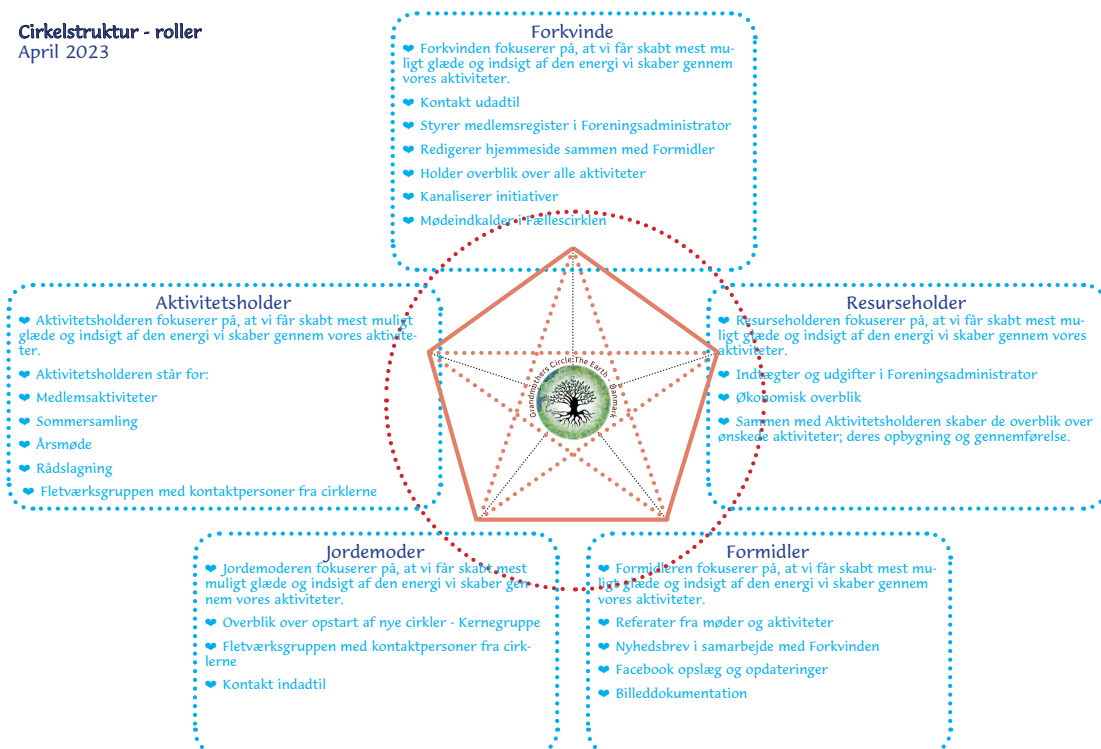 Cirkelstruktur - roller
April 2023
Forkvinde
❤ Forkvinden fokuserer på, at vi får skabt mest mu-
ligt glæde og indsigt af den energi vi skaber gennem
vores aktiviteter.
❤ Kontakt udadtil
❤ Styrer medlemsregister i Foreningsadministrator
❤ Redigerer hjemmeside sammen med Formidler
❤ Holder overblik over alle aktiviteter
❤ Kanaliserer initiativer
❤ Mødeindkalder i Fællescirklen
Aktivitetsholder
❤ Aktivitetsholderen fokuserer på, at vi får skabt mest muligt
glæde og indsigt af den energi vi skaber gennem vores aktivite-
ter.
❤ Aktivitetsholderen står for:
❤ Medlemsaktiviteter
❤ Sommersamling
❤ Årsmøde
❤ Rådslagning
❤ Fletværksgruppen med kontaktpersoner fra cirklerne
Grandmothers Circle The Earth - Danmark
Resurseholder
❤ Resurseholderen fokuserer på, at vi får skabt mest mu-
ligt glæde og indsigt af den energi vi skaber gennem vores
aktiviteter.
❤ Indtægter og udgifter i Foreningsadministrator
❤ Økonomisk overblik
❤ Sammen med Aktivitetsholderen skaber de overblik over
ønskede aktiviteter; deres opbygning og gennemførelse.
Jordemoder
❤ Jordemoderen fokuserer på, at vi får skabt mest
muligt glæde og indsigt af den energi vi skaber gen-
nem vores aktiviteter.
❤ Overblik over opstart af nye cirkler - Kernegruppe
❤ Fletværksgruppen med kontaktpersoner fra cirk-
lerne
❤ Kontakt indadtil
Formidler
❤ Formidleren fokuserer på, at vi får skabt mest mu-
ligt glæde og indsigt af den energi vi skaber gennem
vores aktiviteter.
❤ Referater fra møder og aktiviteter
❤ Nyhedsbrev i samarbejde med Forkvinden
❤ Facebook opslæg og opdateringer
❤ Billeddokumentation